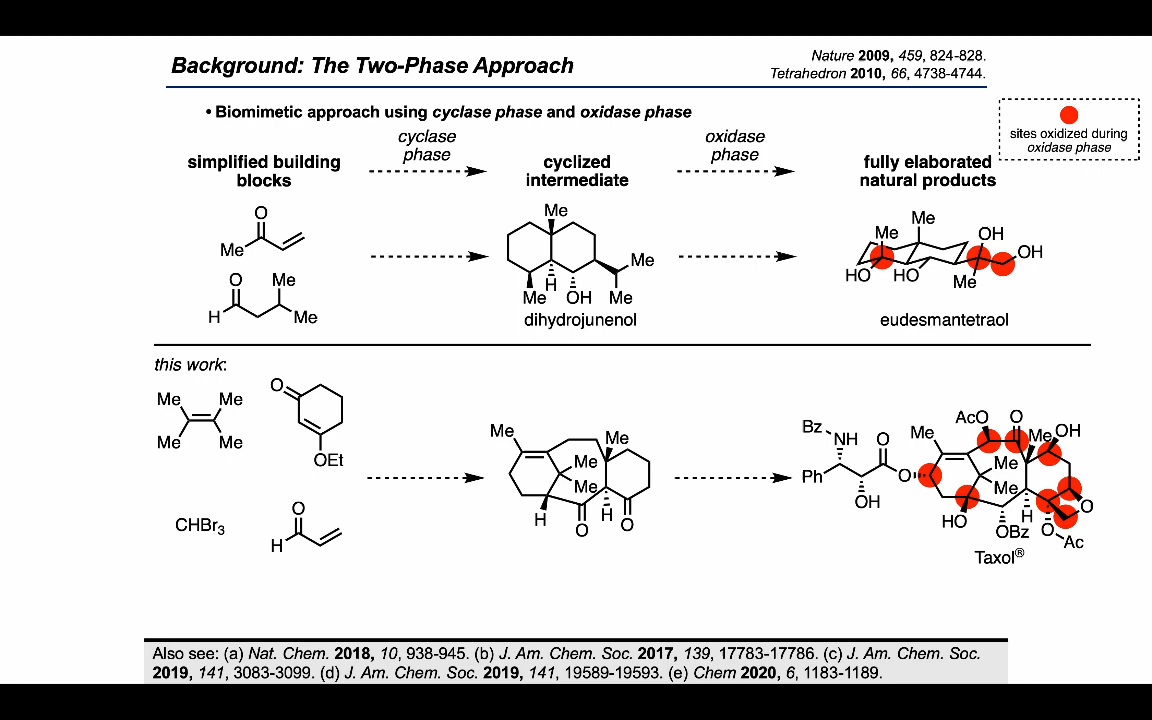 Background: The Two-Phase Approach
Nature 2009, 459, 824-828.
Tetrahedron 2010, 66, 4738-4744.
• Biomimetic approach using cyclase phase and oxidase phase
sites oxidized during
oxidase phase
simplified building
blocks
cyclase
phase
cyclized
intermediate
oxidase
phase
fully elaborated
natural products
O
Me
O
Me
H
Me
Me
H
Me
OH
Me
Me
dihydrojunenol
Me
Me
OH
OH
HO
HO
Me
eudesmantetraol
this work:
Me
Me
Me
Me
O
OEt
CHBr3
O
H
Me
Me
Me
Me
H
O
H
O
Bz
NH
O
Ph
OH
O
AcO
O
Me
OH
Me
Me
Me
HO
H
O
OBz
O
Ac
Taxol®
Also see: (a) Nat. Chem. 2018, 10, 938-945. (b) J. Am. Chem. Soc. 2017, 139, 17783-17786. (c) J. Am. Chem. Soc.
2019, 141, 3083-3099. (d) J. Am. Chem. Soc. 2019, 141, 19589-19593. (e) Chem 2020, 6, 1183-1189.